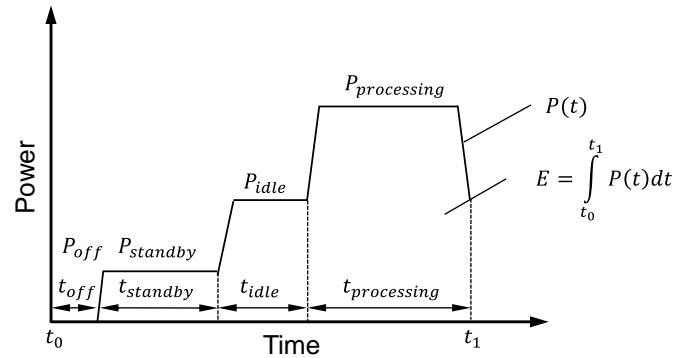 Power
P_processing
P(t)
P_idle
E = ∫_{t_0}^{t_1} P(t)dt
P_off P_standby
t_off t_standby t_idle t_processing
t_0 Time t_1